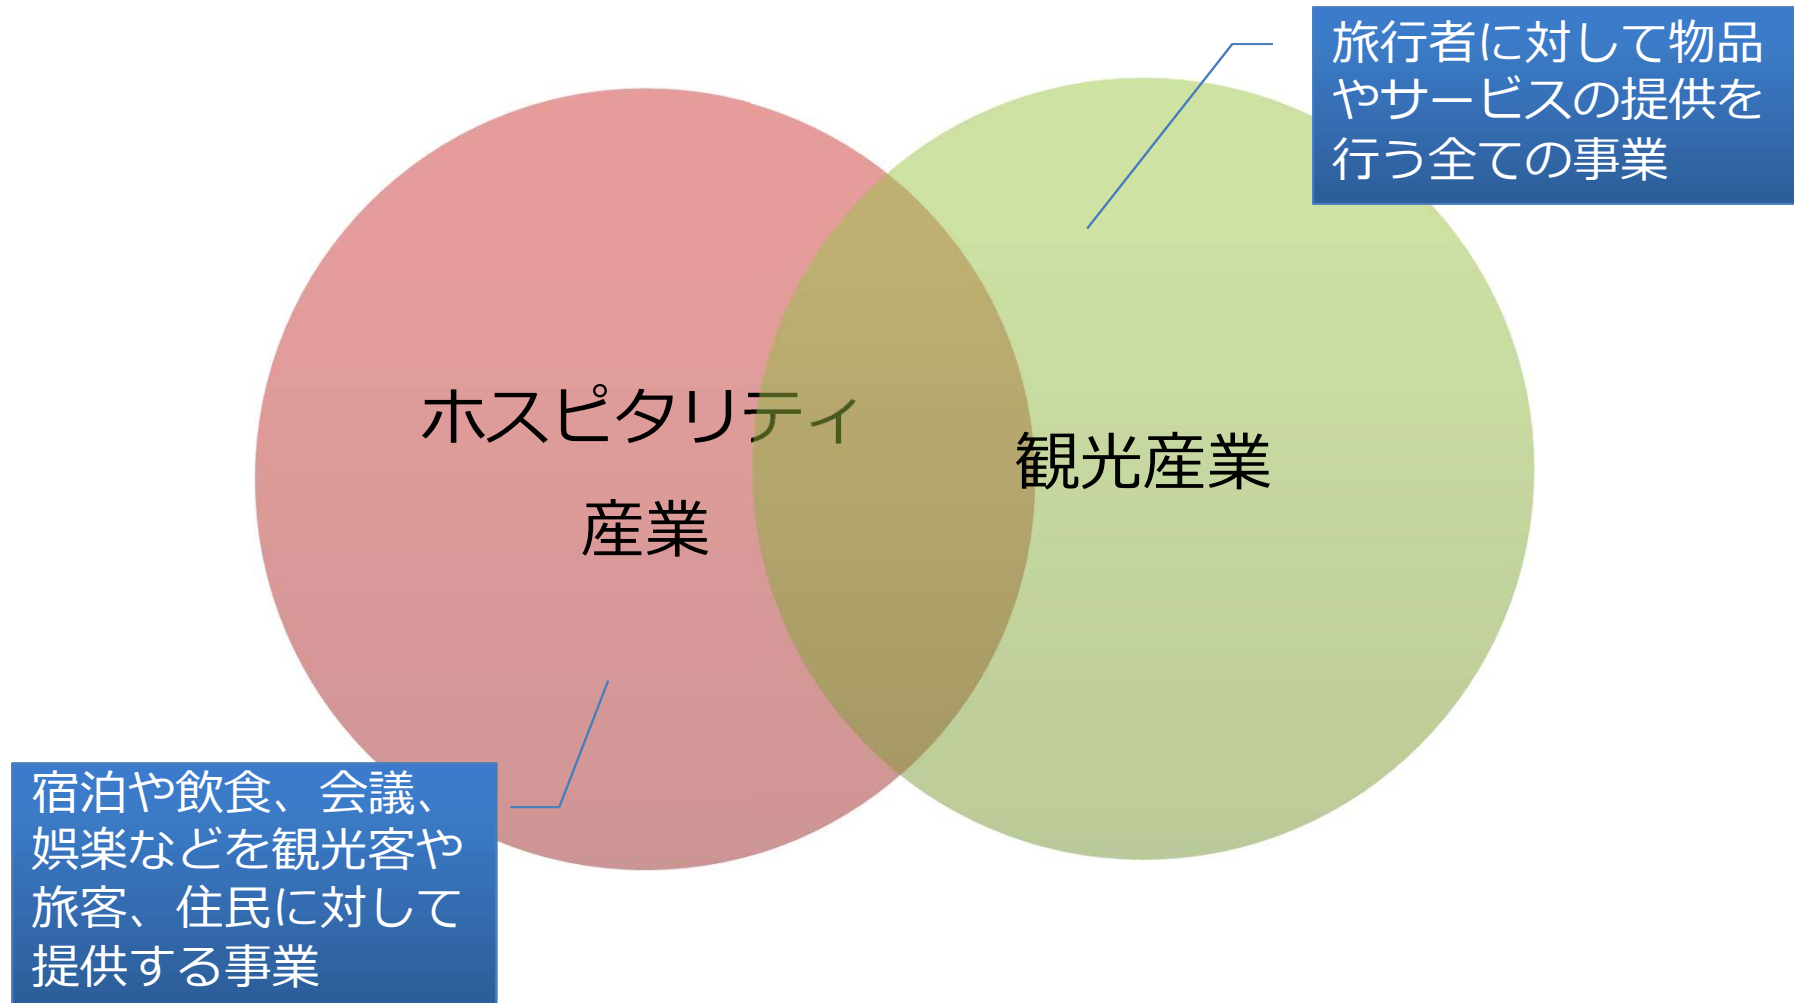 旅行者に対して物品
やサービスの提供を
行う全ての事業
ホスピタリティ
産業
観光産業
宿泊や飲食、会議、
娯楽などを観光客や
旅客、住民に対して
提供する事業